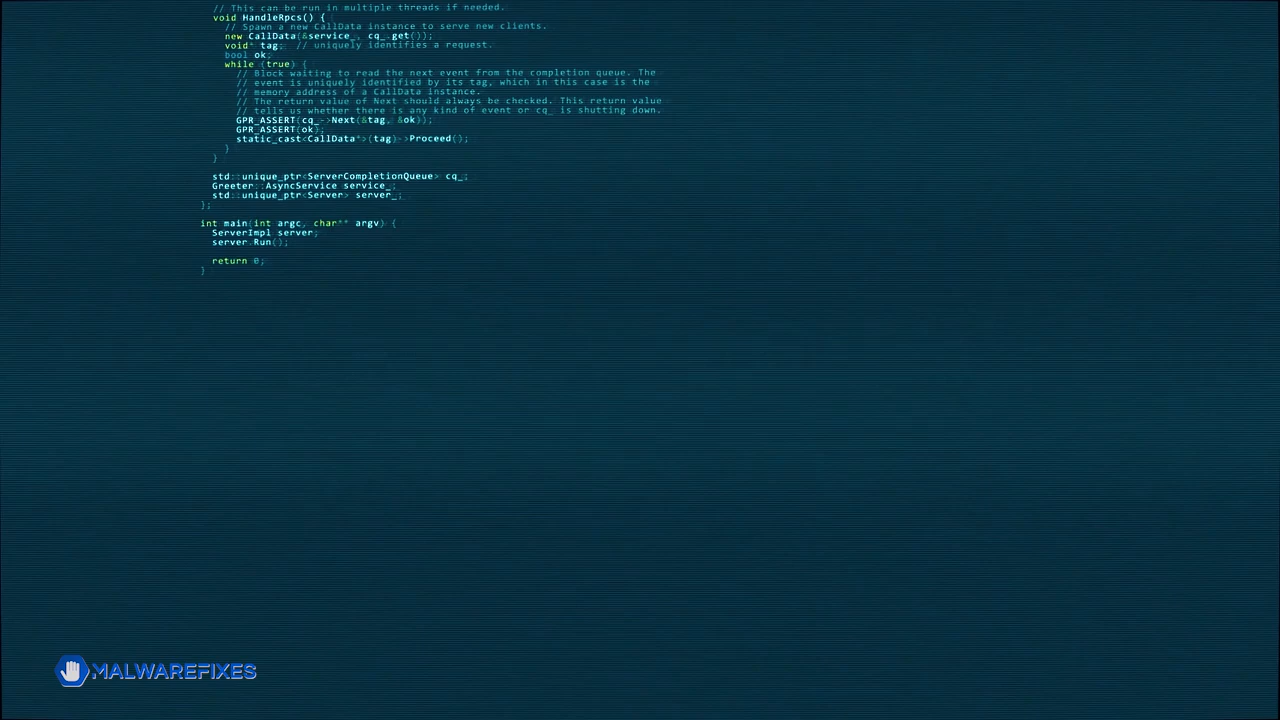 // This can be run in multiple threads if needed.
void HandleRpcs() {
// Spawn a new CallData instance to serve new clients.
new CallData(&service_, cq_.get());
void* tag; // uniquely identifies a request.
bool ok;
while (true) {
// Block waiting to read the next event from the completion queue. The
// event is uniquely identified by its tag, which in this case is the
// memory address of a CallData instance.
// The return value of Next should always be checked. This return value
// tells us whether there is any kind of event or cq_ is shutting down.
GPR_ASSERT(cq_->Next(&tag, &ok));
GPR_ASSERT(ok);
static_cast<CallData*>(tag)->Proceed();
}
}
std::unique_ptr<ServerCompletionQueue> cq_;
Greeter::AsyncService service_;
std::unique_ptr<Server> server_;
};
int main(int argc, char** argv) {
ServerImpl server;
server.Run();
return 0;
}
MALWAREFIXES